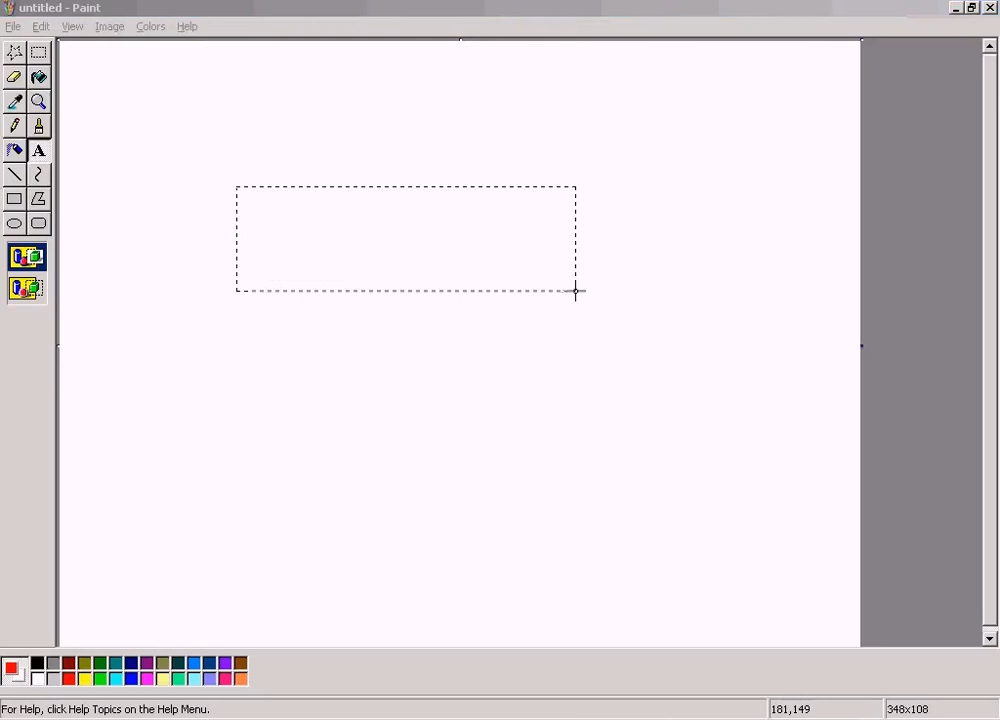 untitled - Paint
File Edit View Image Colors Help
A
For Help, click Help Topics on the Help Menu.
181,149
348x108